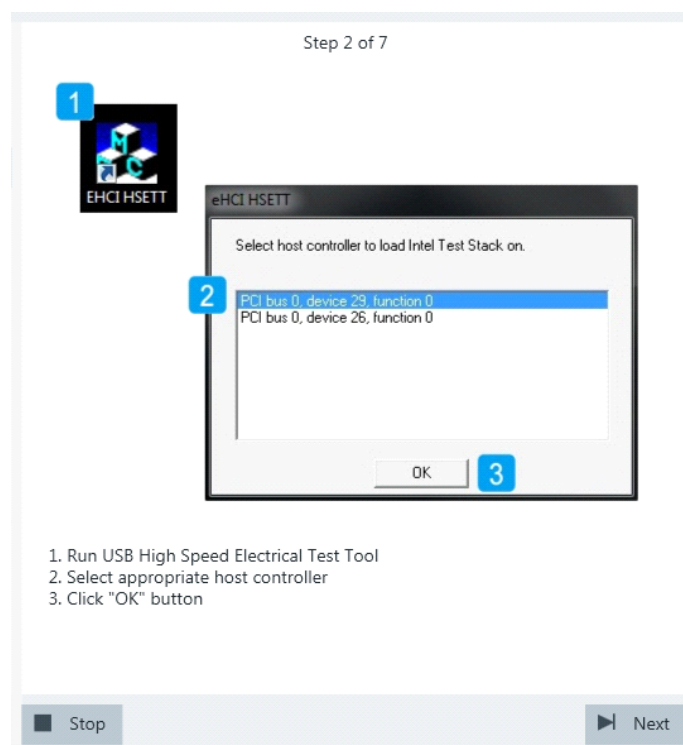 Step 2 of 7
1
M
C
EHCI HSETT
eHCI HSETT
Select host controller to load Intel Test Stack on.
2
PCI bus 0, device 29, function 0
PCI bus 0, device 26, function 0
OK
3
1. Run USB High Speed Electrical Test Tool
2. Select appropriate host controller
3. Click "OK" button
Stop
Next